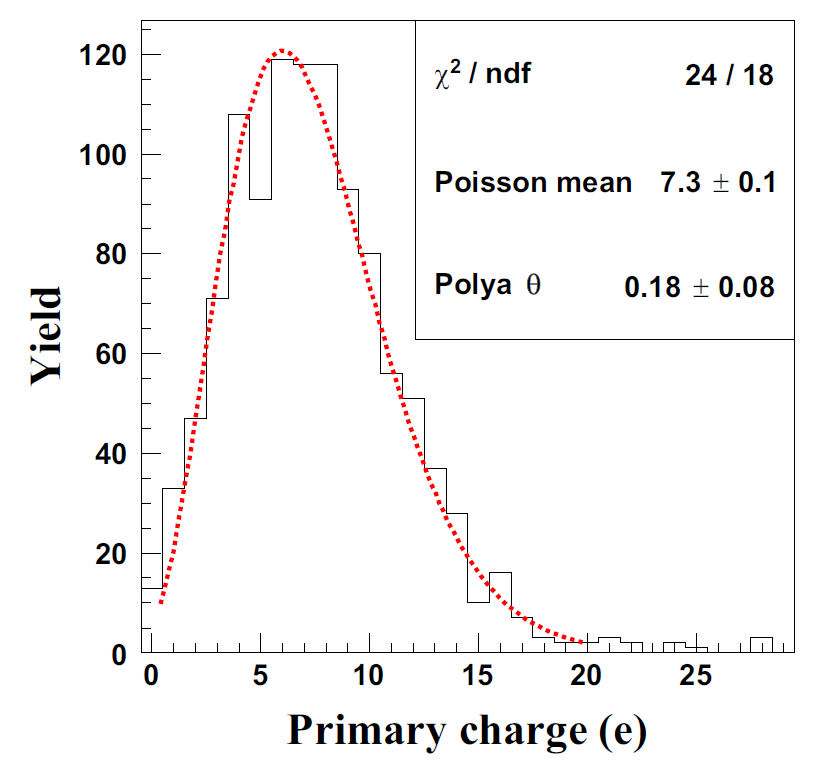 χ² / ndf 24 / 18
Poisson mean 7.3 ± 0.1
Polya θ 0.18 ± 0.08
120
100
80
60
40
20
0
Yield
0 5 10 15 20 25
Primary charge (e)